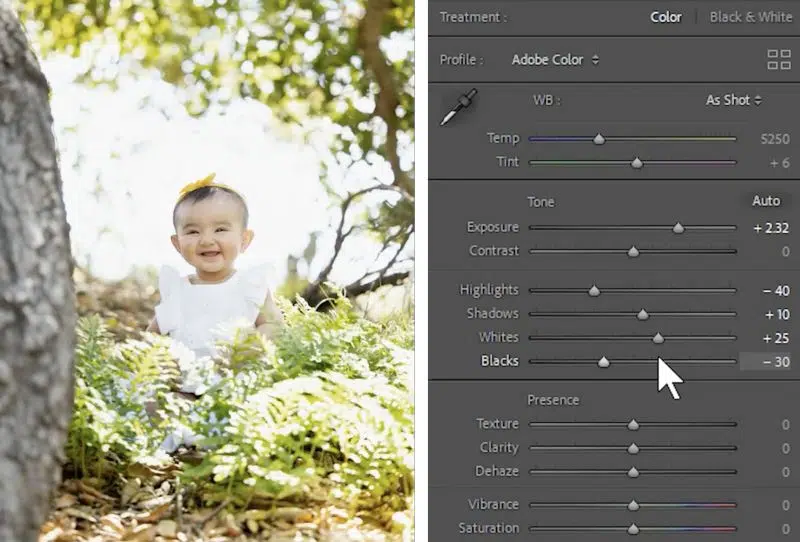 Treatment : Color Black & White
Profile : Adobe Color
WB : As Shot
Temp 5250
Tint + 6
Tone Auto
Exposure + 2.32
Contrast 0
Highlights − 40
Shadows + 10
Whites + 25
Blacks − 30
Presence
Texture 0
Clarity 0
Dehaze 0
Vibrance 0
Saturation 0